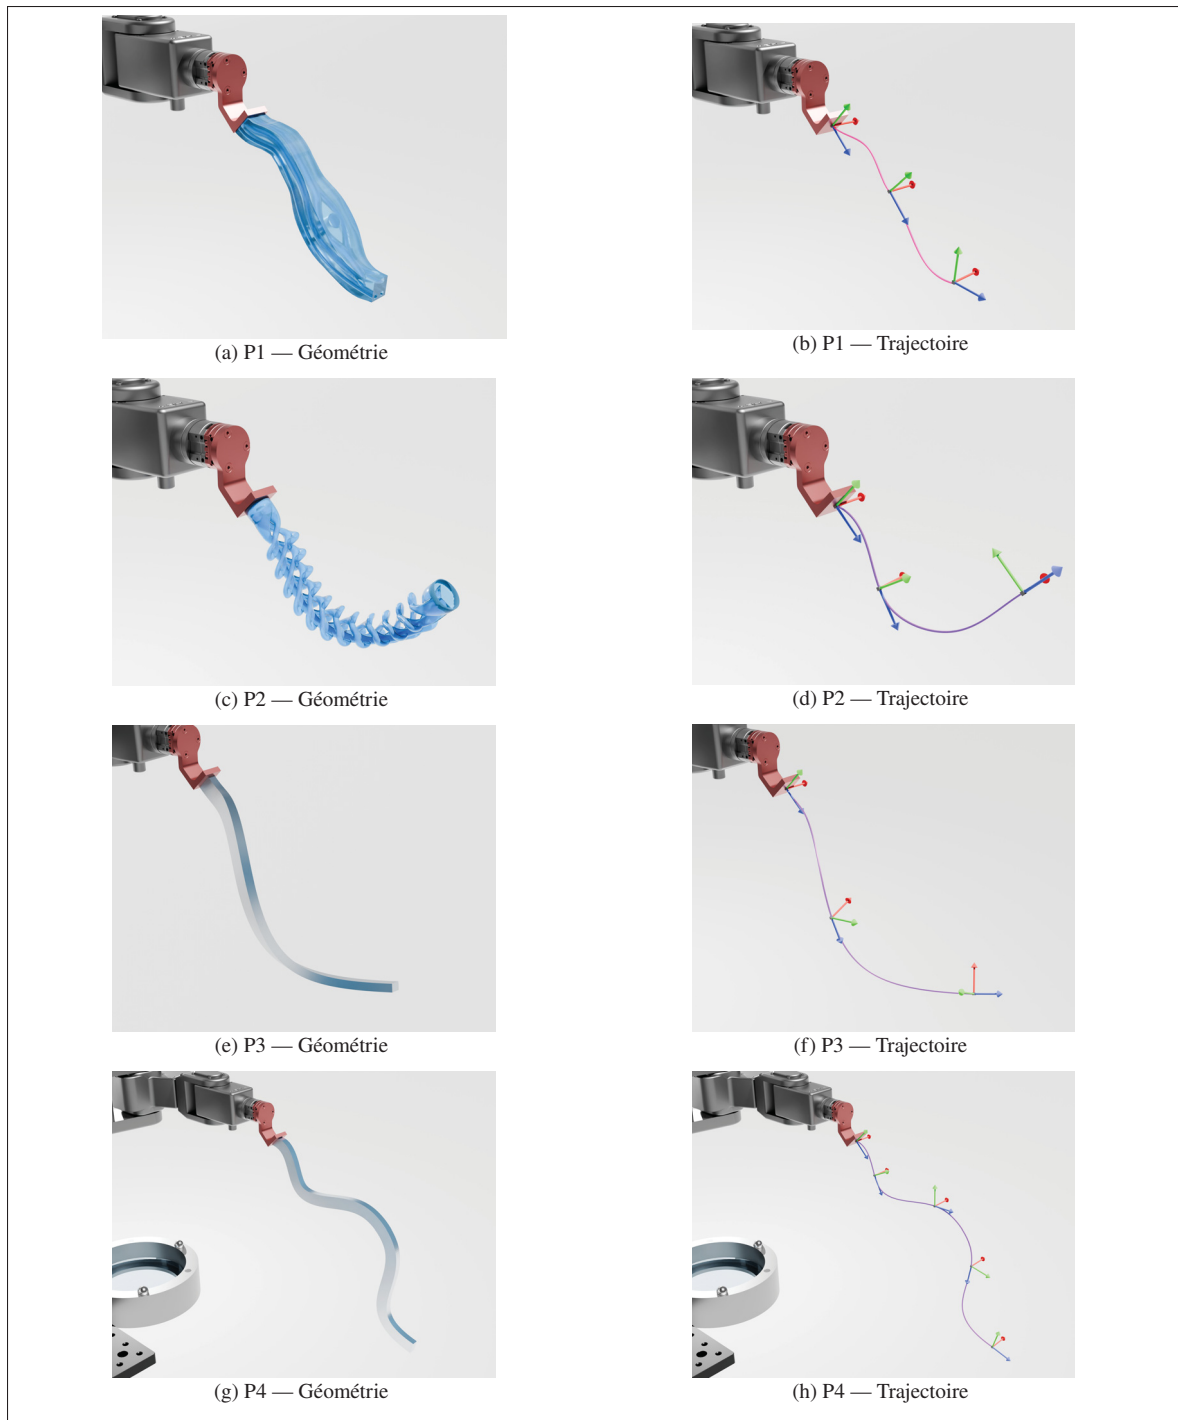 (a) P1 — Géométrie
(b) P1 — Trajectoire
(c) P2 — Géométrie
(d) P2 — Trajectoire
(e) P3 — Géométrie
(f) P3 — Trajectoire
(g) P4 — Géométrie
(h) P4 — Trajectoire